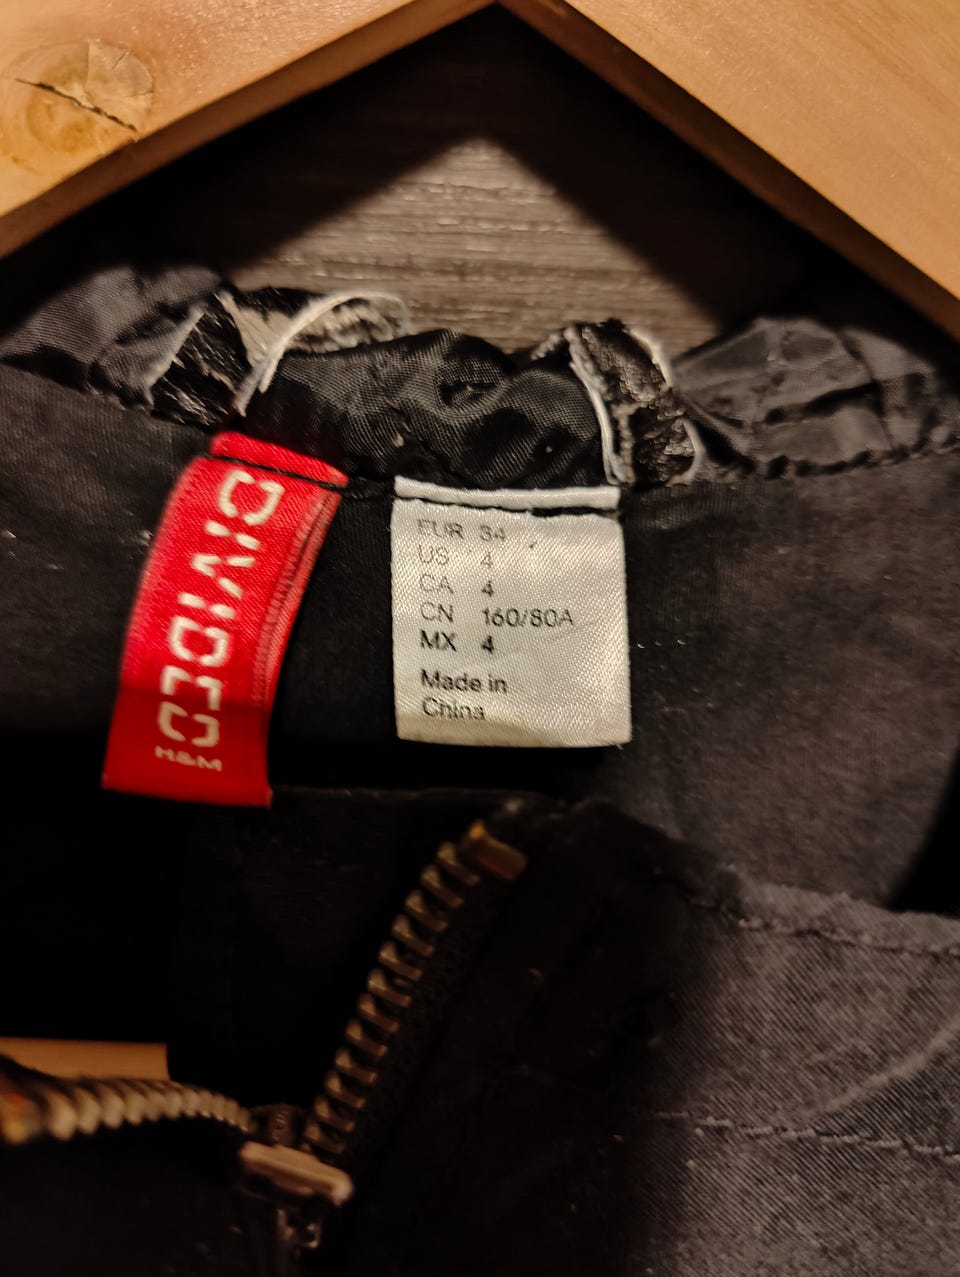 DIVIDED
H&M
EUR 34
US 4
CA 4
CN 160/80A
MX 4
Made in
China